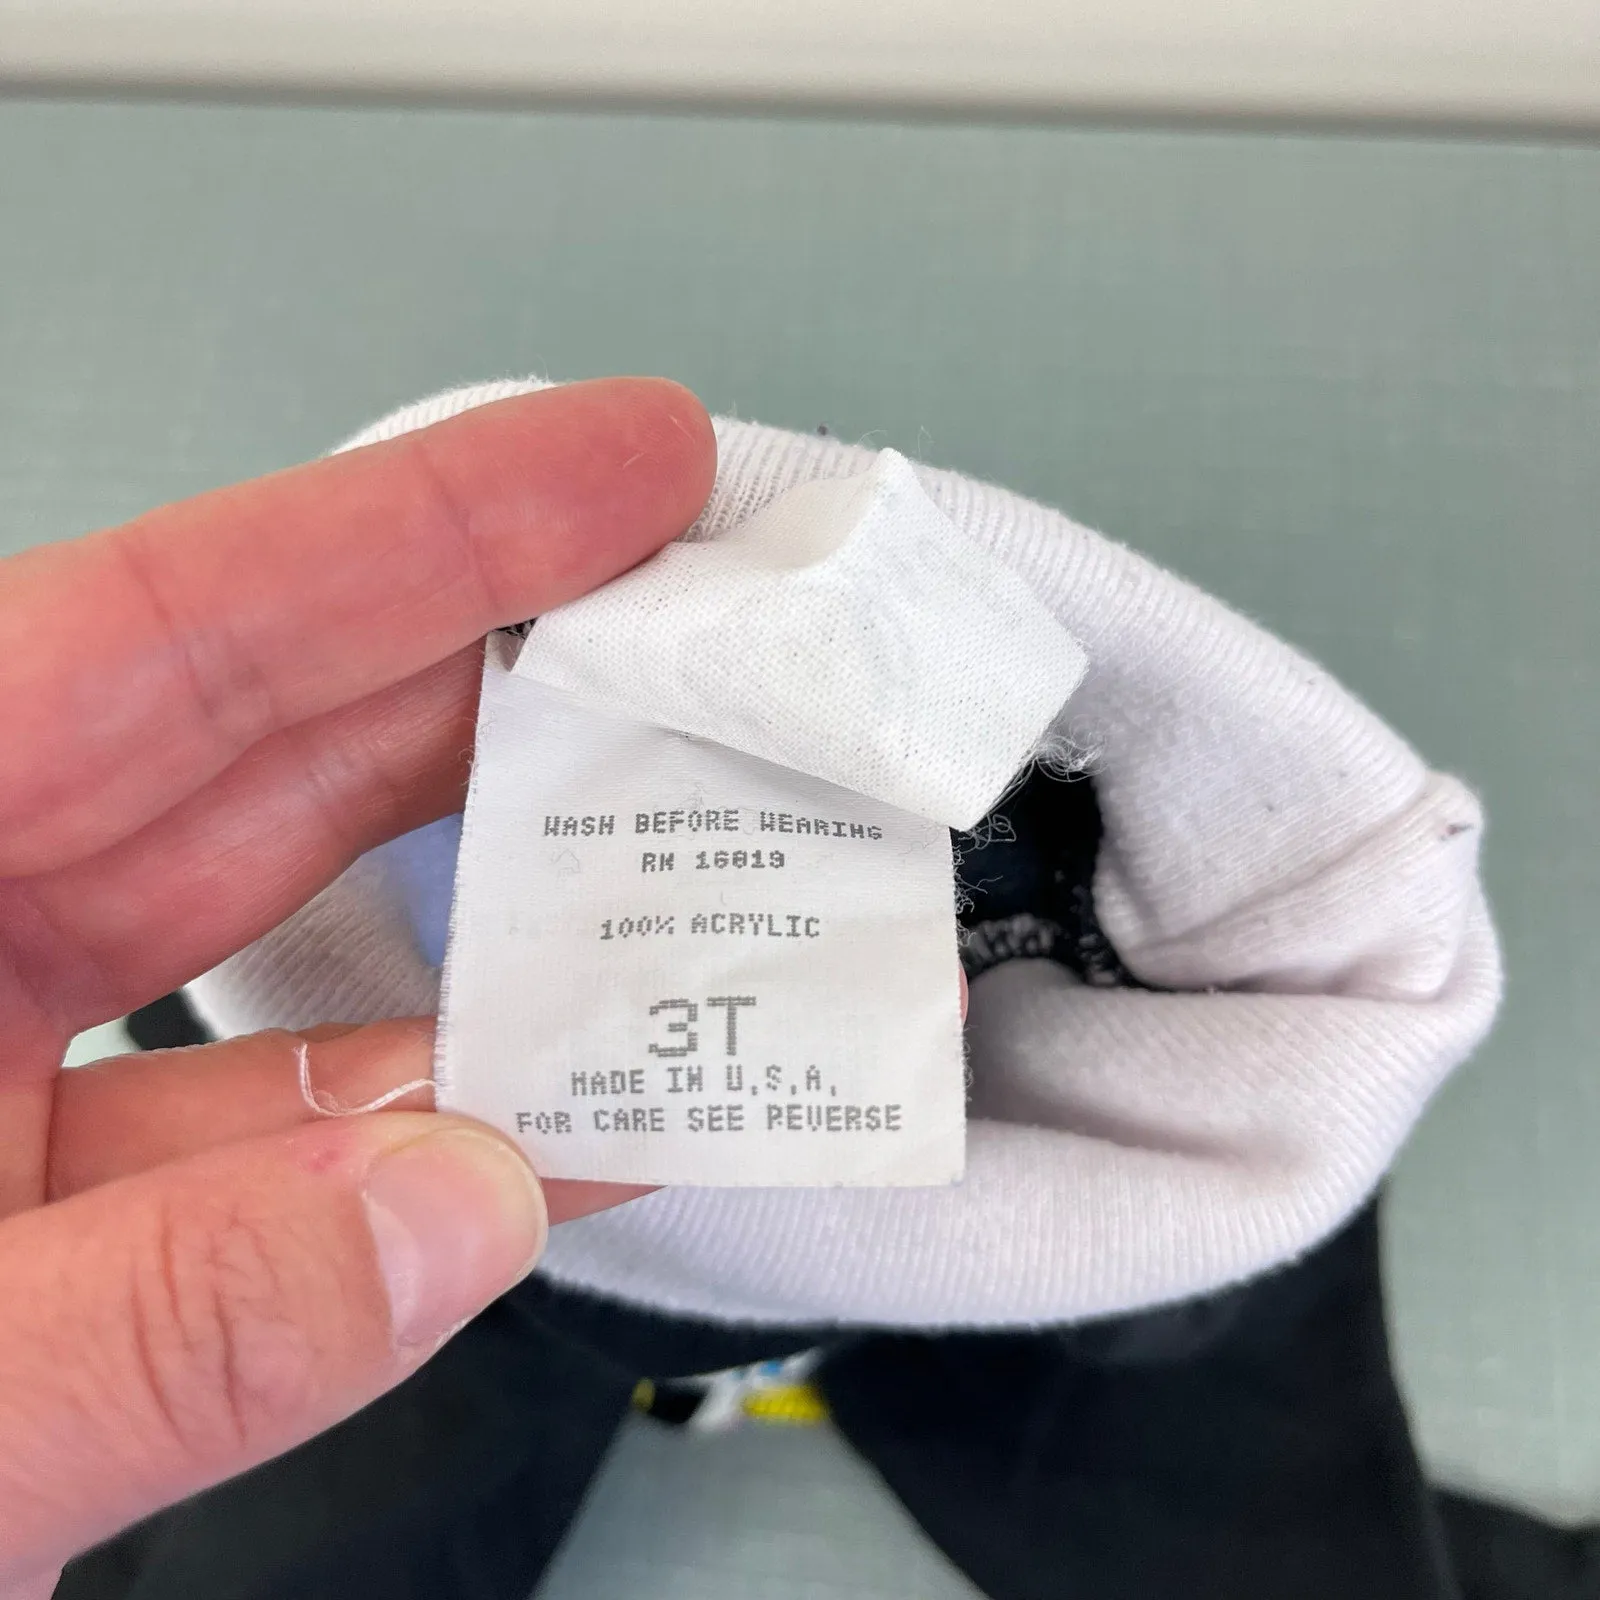 WASH BEFORE WEARING
RN 16819
100% ACRYLIC
3T
MADE IN U.S.A.
FOR CARE SEE REVERSE